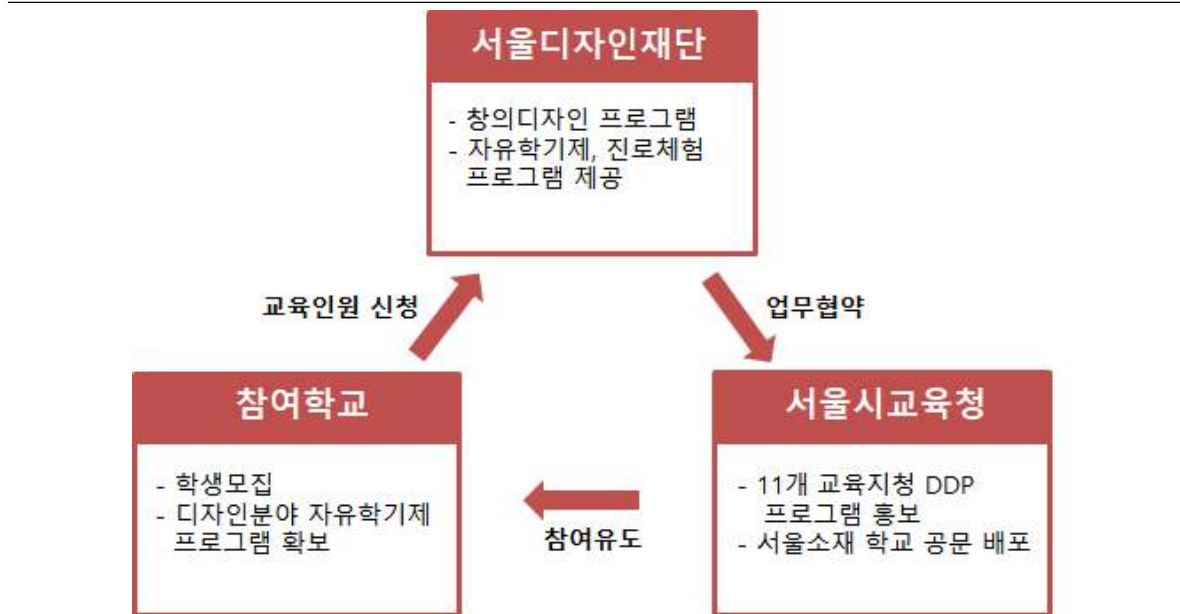 서울디자인재단
- 창의디자인 프로그램
- 자유학기제, 진로체험
프로그램 제공
교육인원 신청
업무협약
참여학교
- 학생모집
- 디자인분야 자유학기제
프로그램 확보
참여유도
서울시교육청
- 11개 교육지청 DDP
프로그램 홍보
- 서울소재 학교 공문 배포